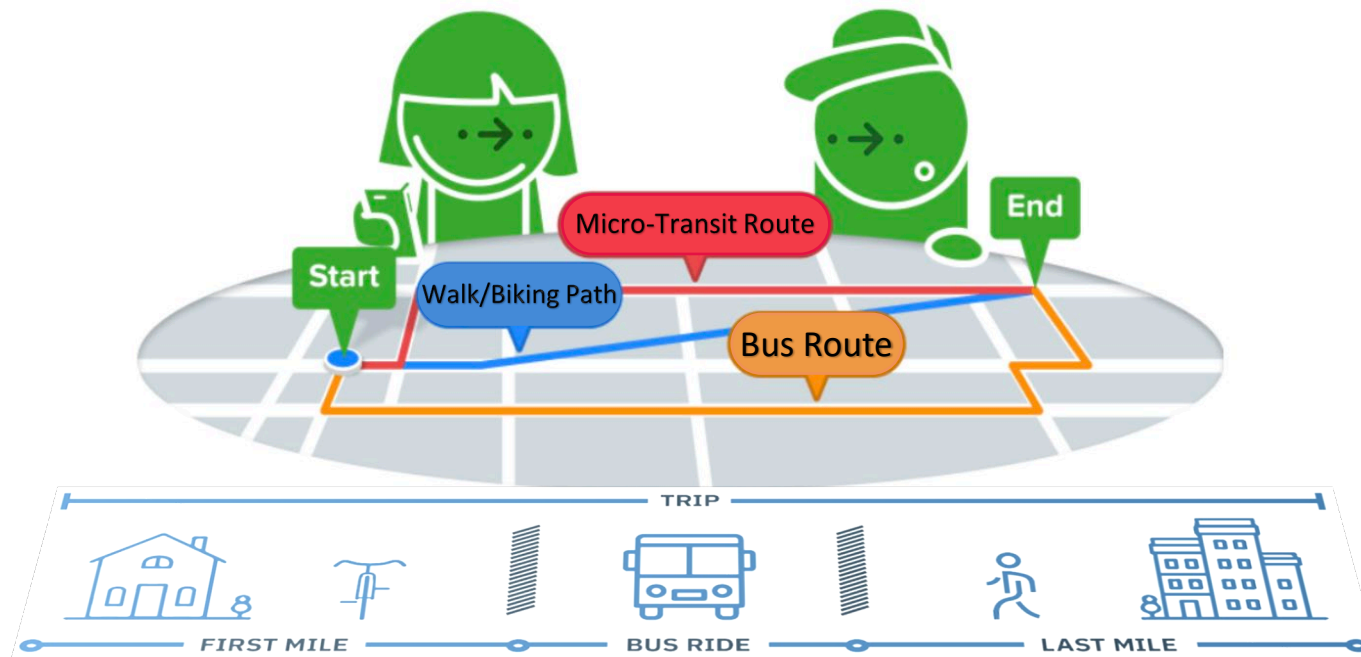 End
Micro-Transit Route
Start
Walk/Biking Path
Bus Route
TRIP
FIRST MILE
BUS RIDE
LAST MILE